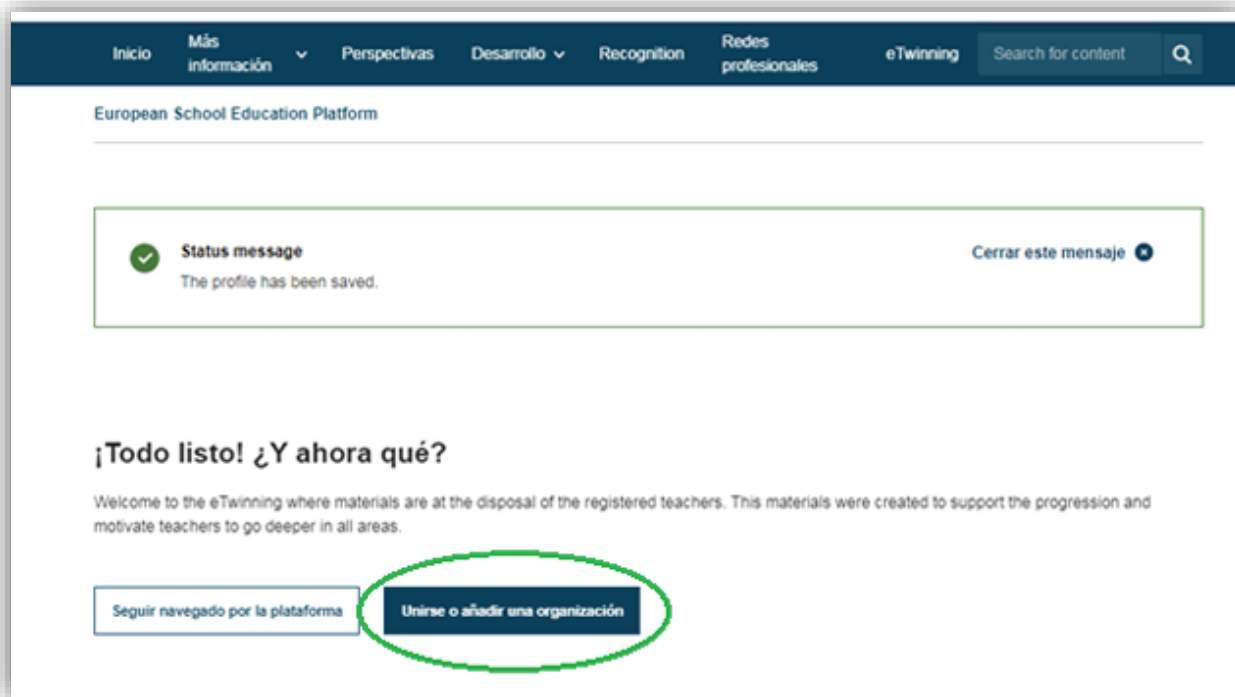 Inicio
Más
información
Perspectivas
Desarrollo
Recognition
Redes
profesionales
eTwinning
Search for content
European School Education Platform
Status message
Cerrar este mensaje
The profile has been saved.
¡Todo listo! ¿Y ahora qué?
Welcome to the eTwinning where materials are at the disposal of the registered teachers. This materials were created to support the progression and
motivate teachers to go deeper in all areas.
Seguir navegado por la plataforma
Unirse o añadir una organización